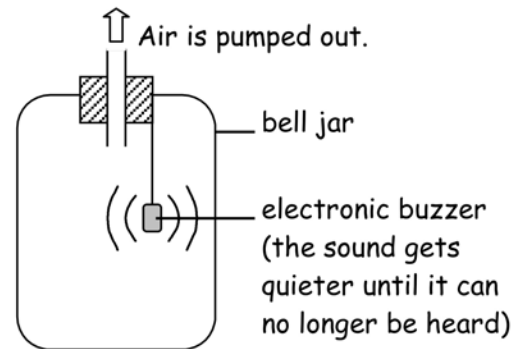 Air is pumped out.
bell jar
electronic buzzer
(the sound gets
quieter until it can
no longer be heard)